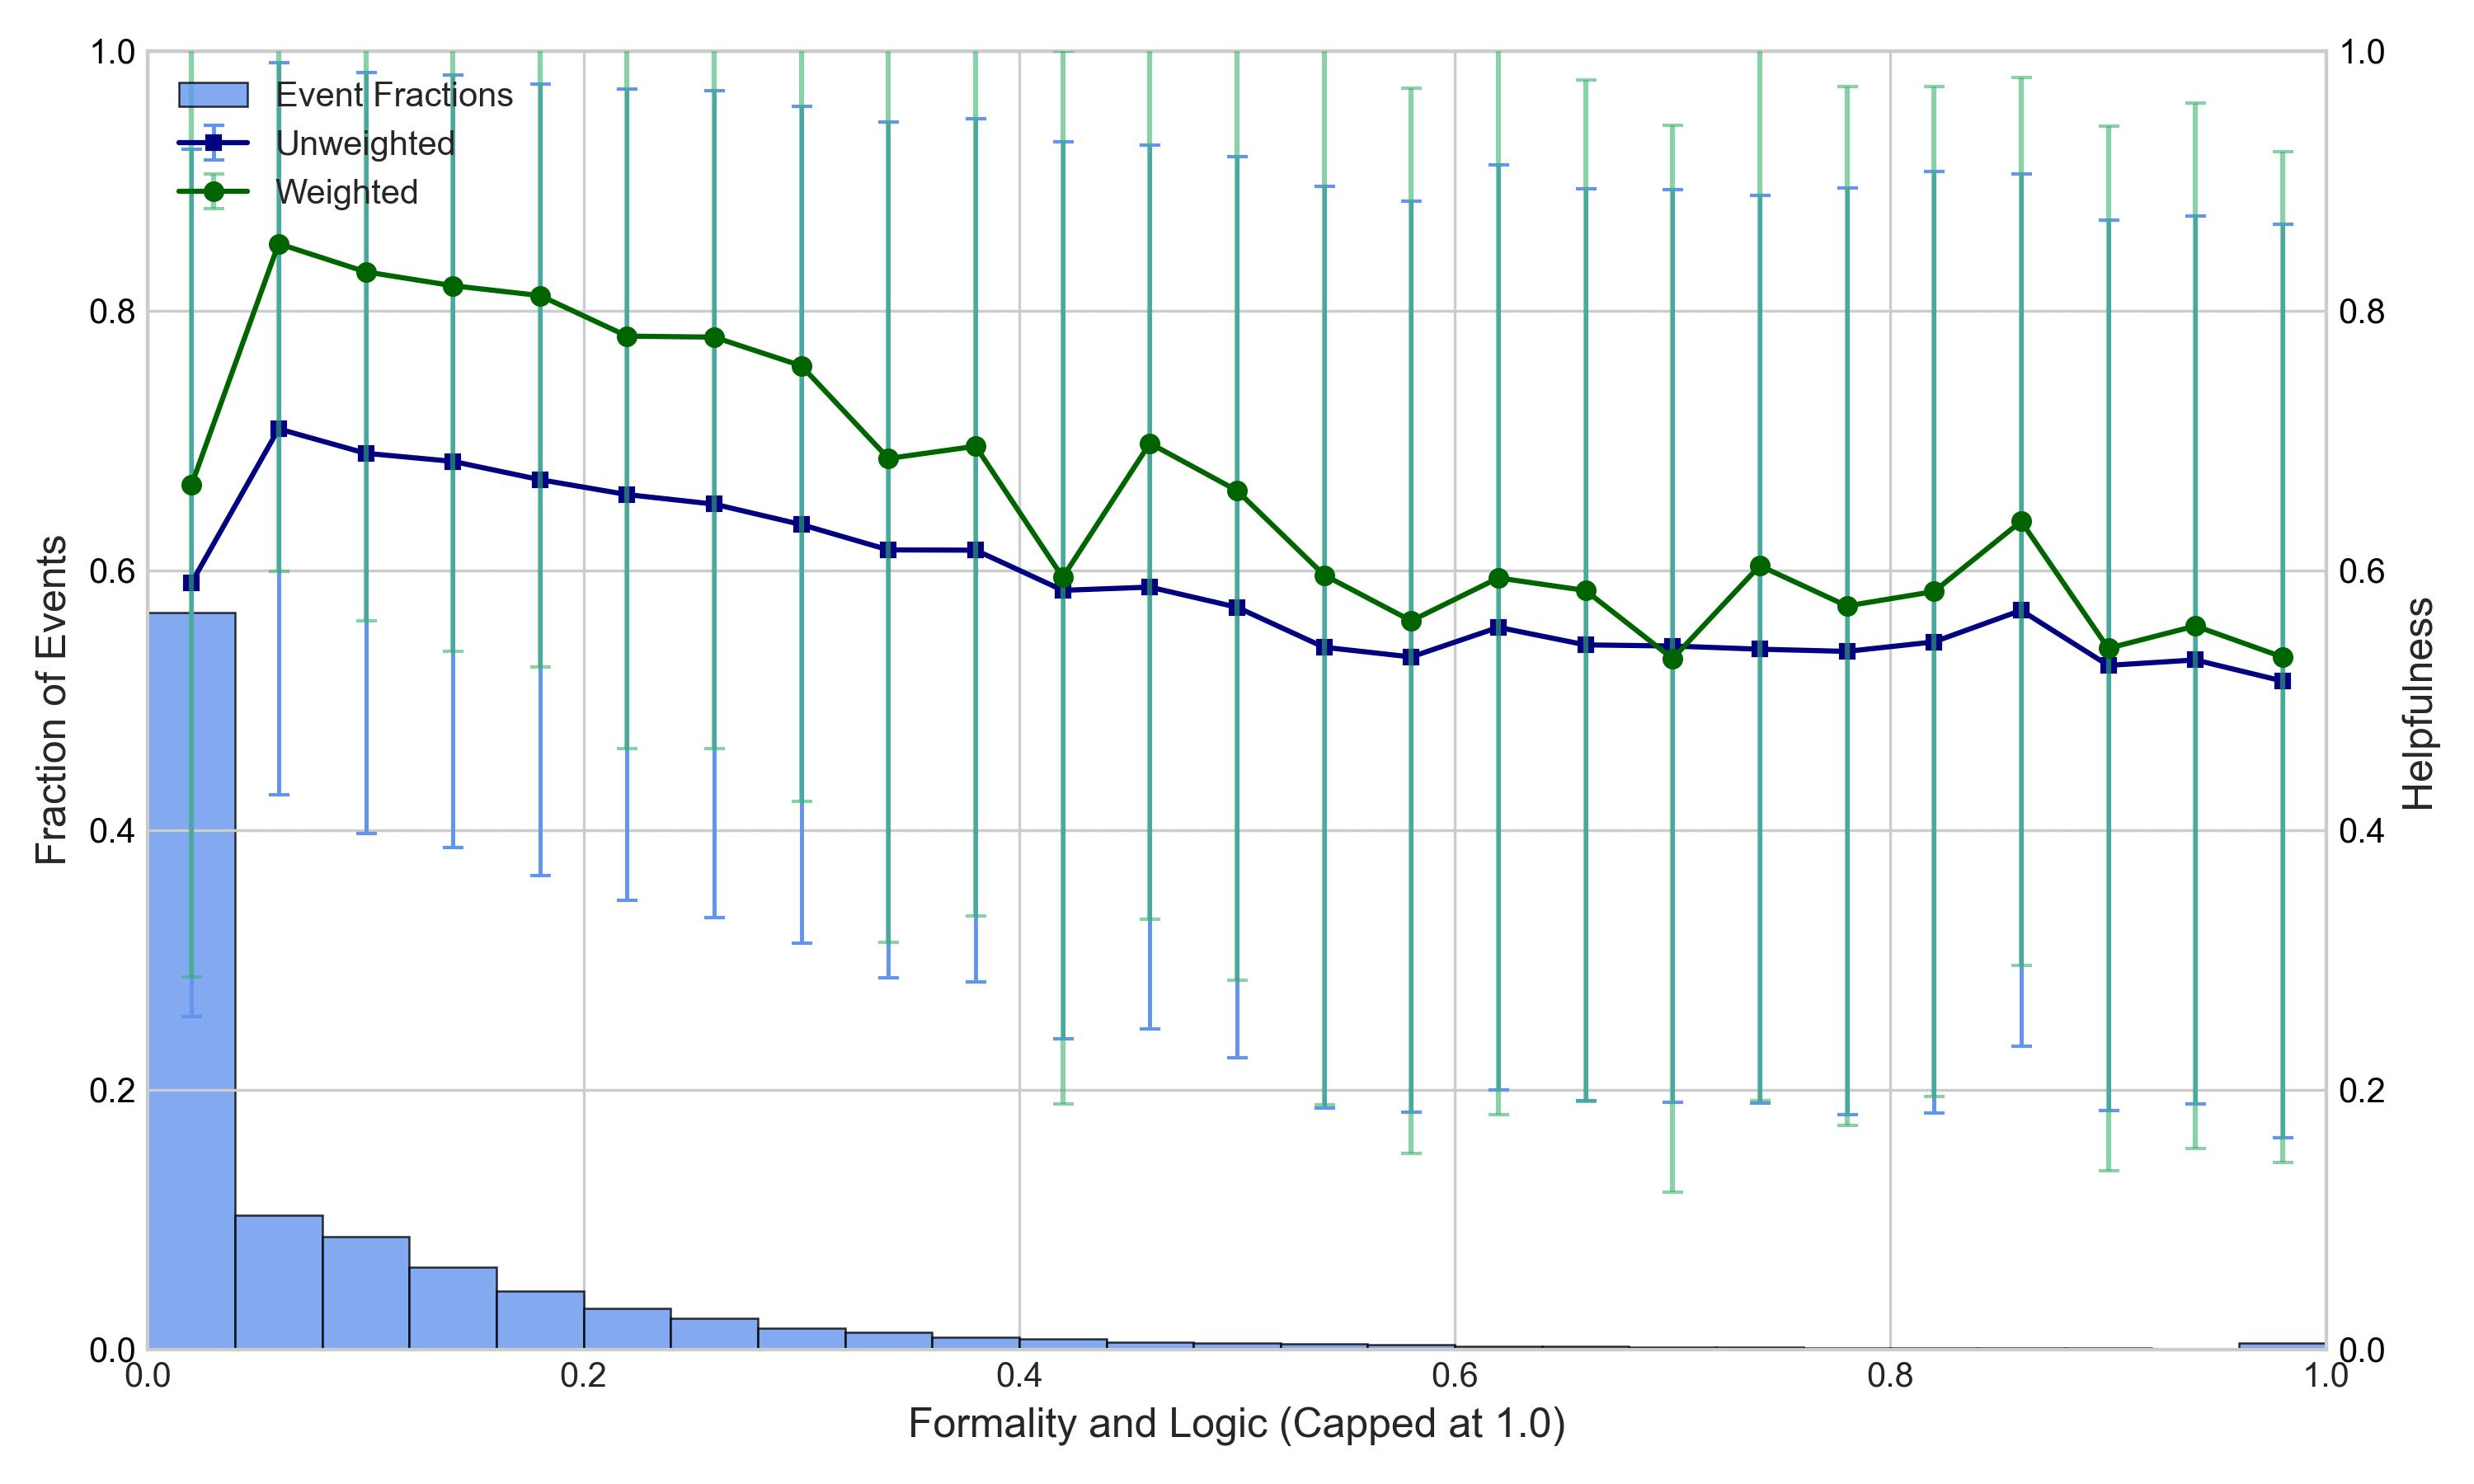 Event Fractions
Unweighted
Weighted
1.0
0.8
0.6
0.4
0.2
0.0
Fraction of Events
1.0
0.8
0.6
0.4
0.2
0.0
Helpfulness
0.0 0.2 0.4 0.6 0.8 1.0
Formality and Logic (Capped at 1.0)